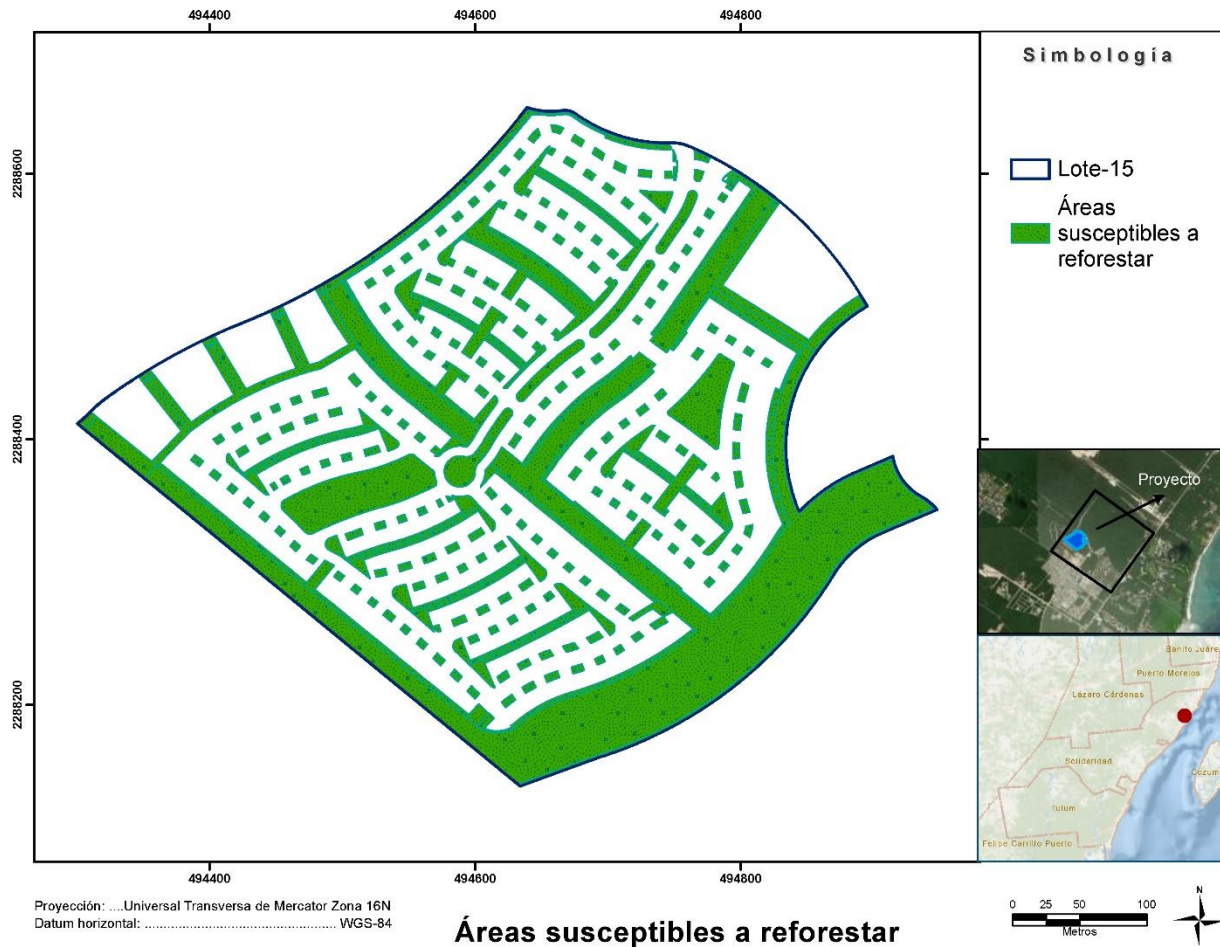 494400 494600 494800
Simbología
Lote-15
Áreas
susceptibles a
reforestar
2288600
2288400
2288200
Proyecto
Benito Juáre
Puerto Morelos
Lázaro Cárdenas
Solidaridad
Cozum
Tulum
Felipe Carrillo Puerto
494400 494600 494800
Proyección: ....Universal Transversa de Mercator Zona 16N
Datum horizontal: .................................................. WGS-84
Áreas susceptibles a reforestar
0 25 50 100
Metros
N